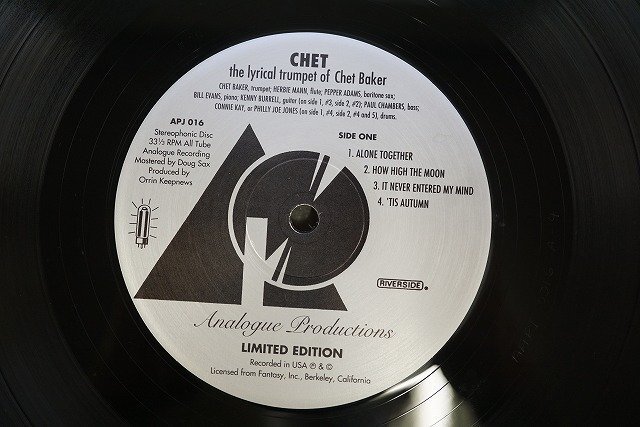 CHET
the lyrical trumpet of Chet Baker
CHET BAKER, trumpet; HERBIE MANN, flute; PEPPER ADAMS, baritone sax;
BILL EVANS, piano; KENNY BURRELL, guitar (on side 1, #3, side 2, #2); PAUL CHAMBERS, bass;
CONNIE KAY, or PHILLY JOE JONES (on side 1, #4, side 2, #4 and 5), drums.
APJ 016
Stereophonic Disc
33⅓ RPM All Tube
Analogue Recording
Mastered by Doug Sax
Produced by
Orrin Keepnews
SIDE ONE
1. ALONE TOGETHER
2. HOW HIGH THE MOON
3. IT NEVER ENTERED MY MIND
4. 'TIS AUTUMN
RIVERSIDE
Analogue Productions
LIMITED EDITION
Recorded in USA ℗ & ©
Licensed from Fantasy, Inc., Berkeley, California